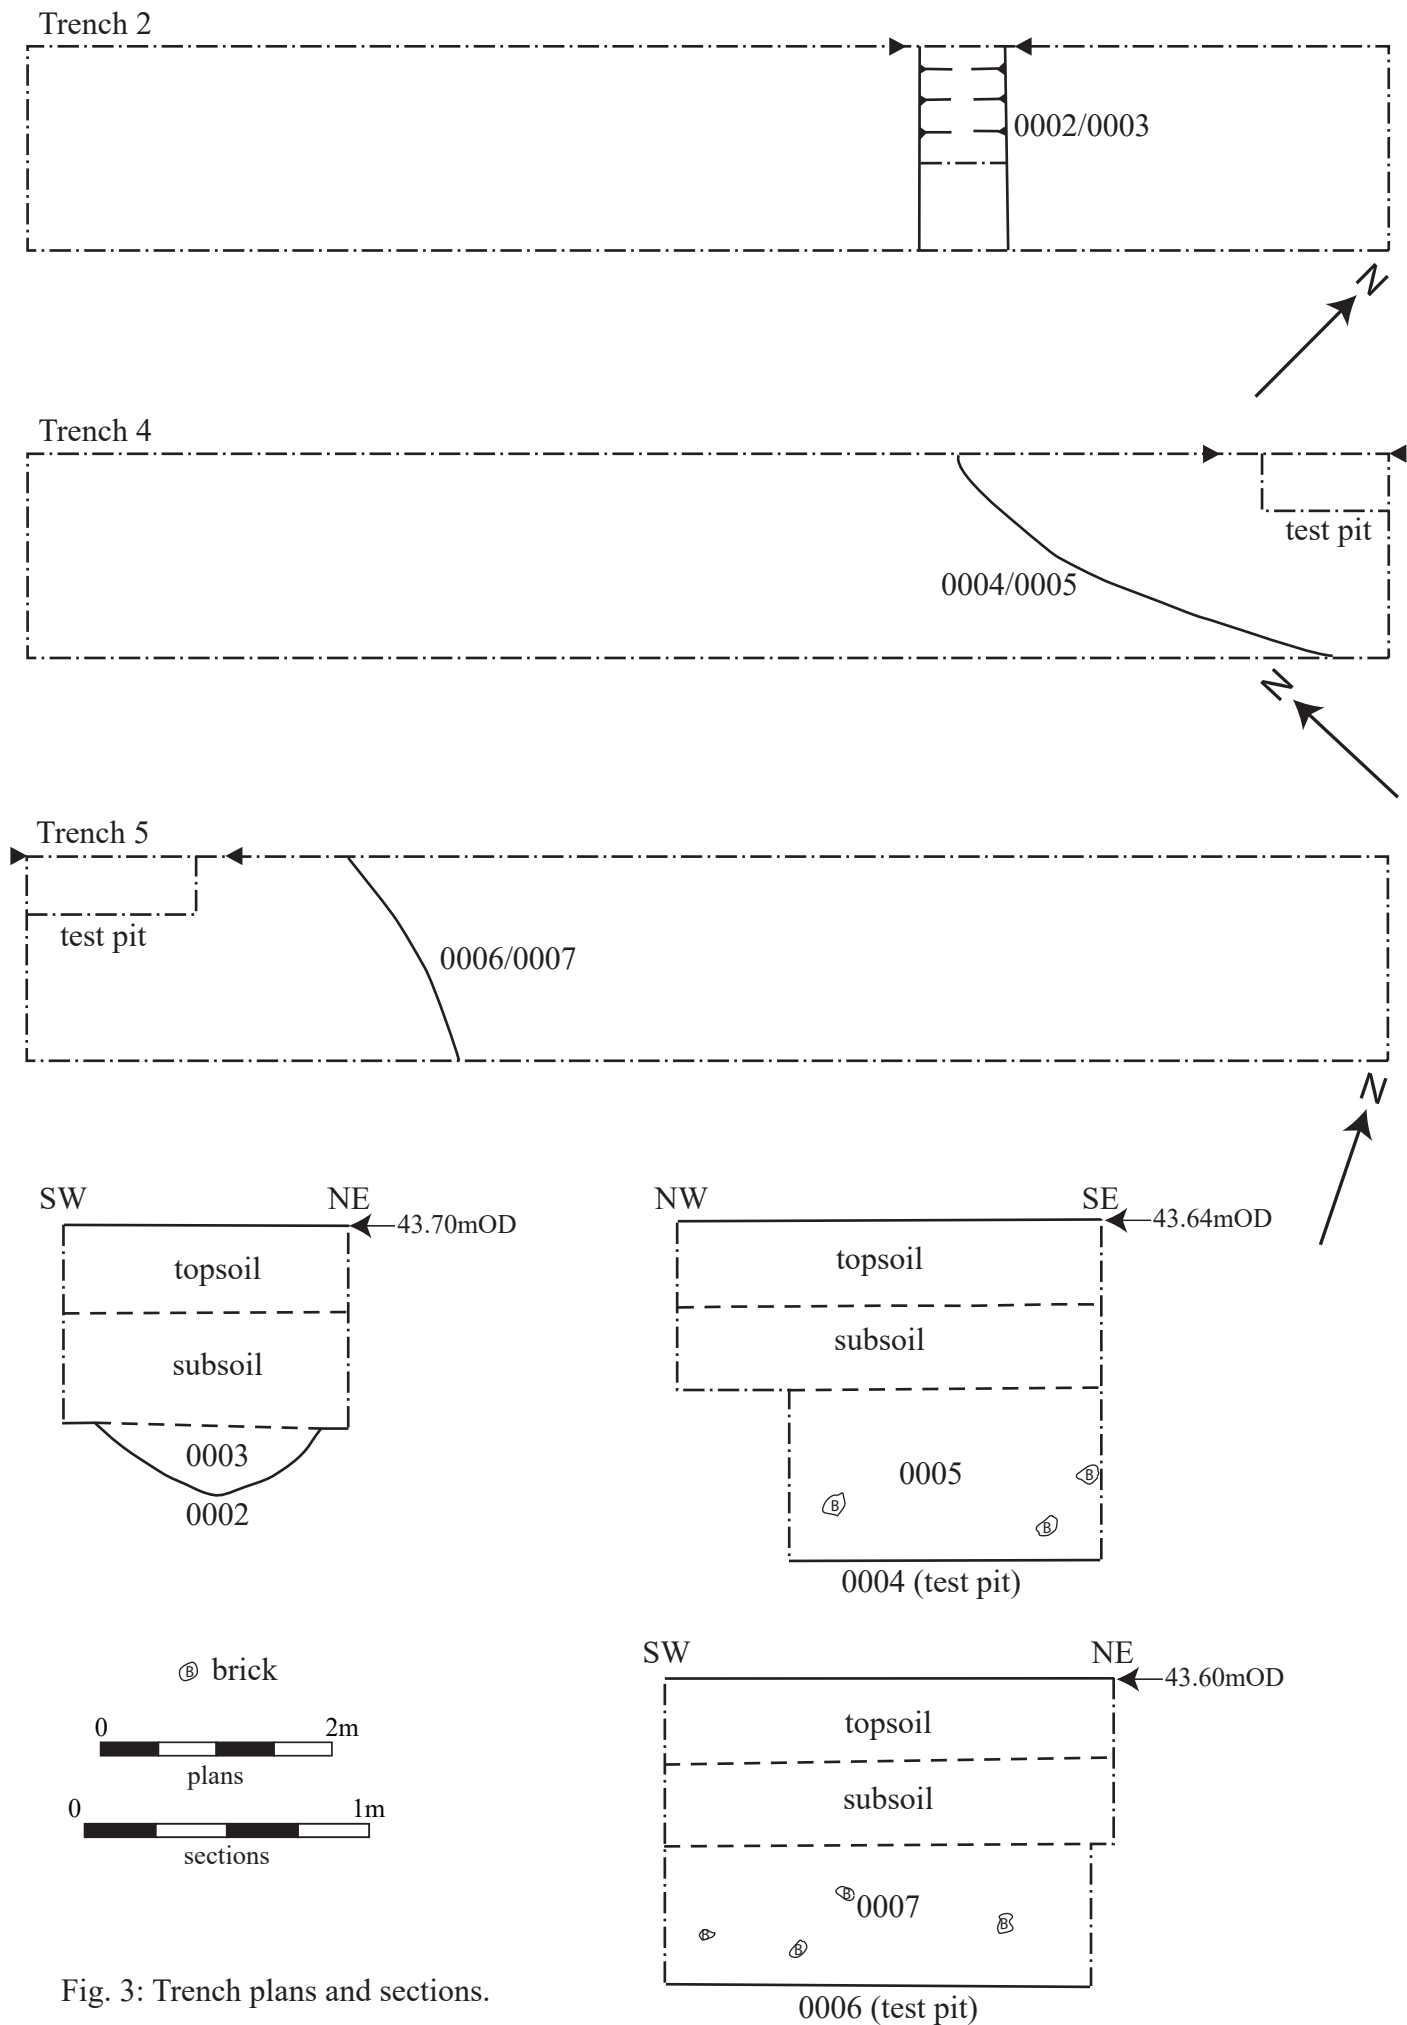 Trench 2
0002/0003
N
Trench 4
test pit
0004/0005
N
Trench 5
test pit
0006/0007
N
SW NE
43.70mOD
topsoil
subsoil
0003
0002
NW SE
43.64mOD
topsoil
subsoil
0005
B
B
B
0004 (test pit)
B brick
0 2m
plans
0 1m
sections
SW NE
43.60mOD
topsoil
subsoil
B
0007
B
B
B
0006 (test pit)
Fig. 3: Trench plans and sections.